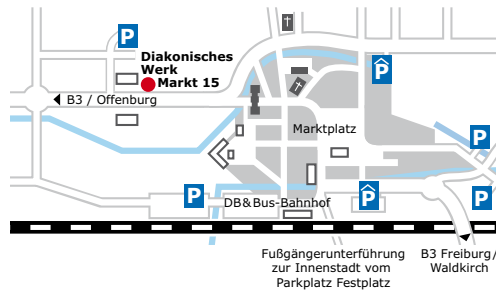 P
Diakonisches
Werk
Markt 15
P
B3 / Offenburg
Marktplatz
P
P
P
DB&Bus-Bahnhof
P
Fußgängerunterführung
zur Innenstadt vom
Parkplatz Festplatz
B3 Freiburg/
Waldkirch